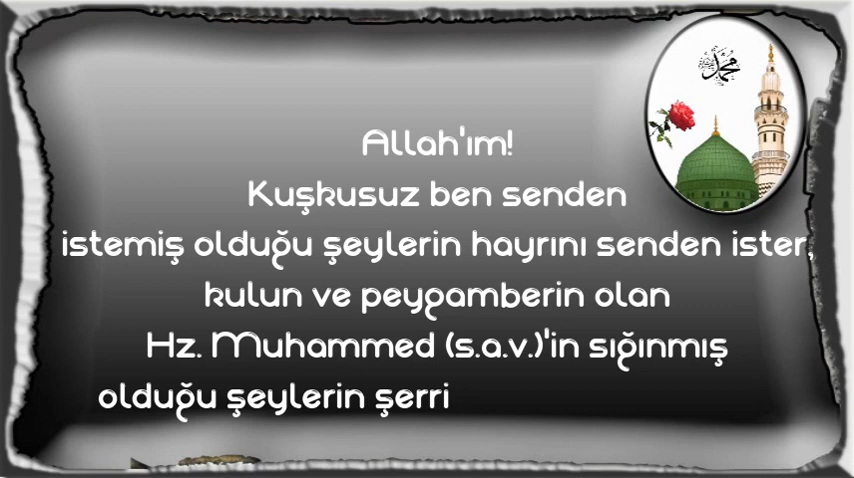 محمد
Allah'ım!
Kuşkusuz ben senden
istemiş olduğu şeylerin hayrını senden ister,
kulun ve peygamberin olan
Hz. Muhammed (s.a.v.)'in sığınmış
olduğu şeylerin şerri